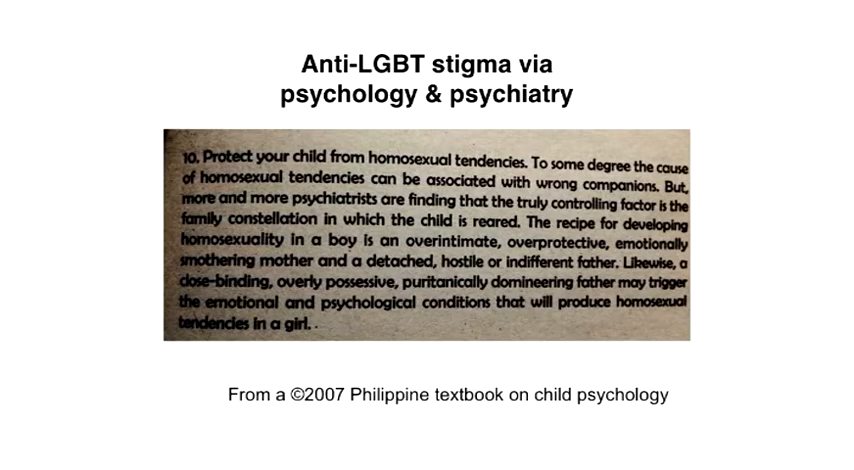 Anti-LGBT stigma via
psychology & psychiatry
10. Protect your child from homosexual tendencies. To some degree the cause
of homosexual tendencies can be associated with wrong companions. But,
more and more psychiatrists are finding that the truly controlling factor is the
family constellation in which the child is reared. The recipe for developing
homosexuality in a boy is an overintimate, overprotective, emotionally
smothering mother and a detached, hostile or indifferent father. Likewise, a
close-binding, overly possessive, puritanically domineering father may trigger
the emotional and psychological conditions that will produce homosexual
tendencies in a girl.
From a ©2007 Philippine textbook on child psychology